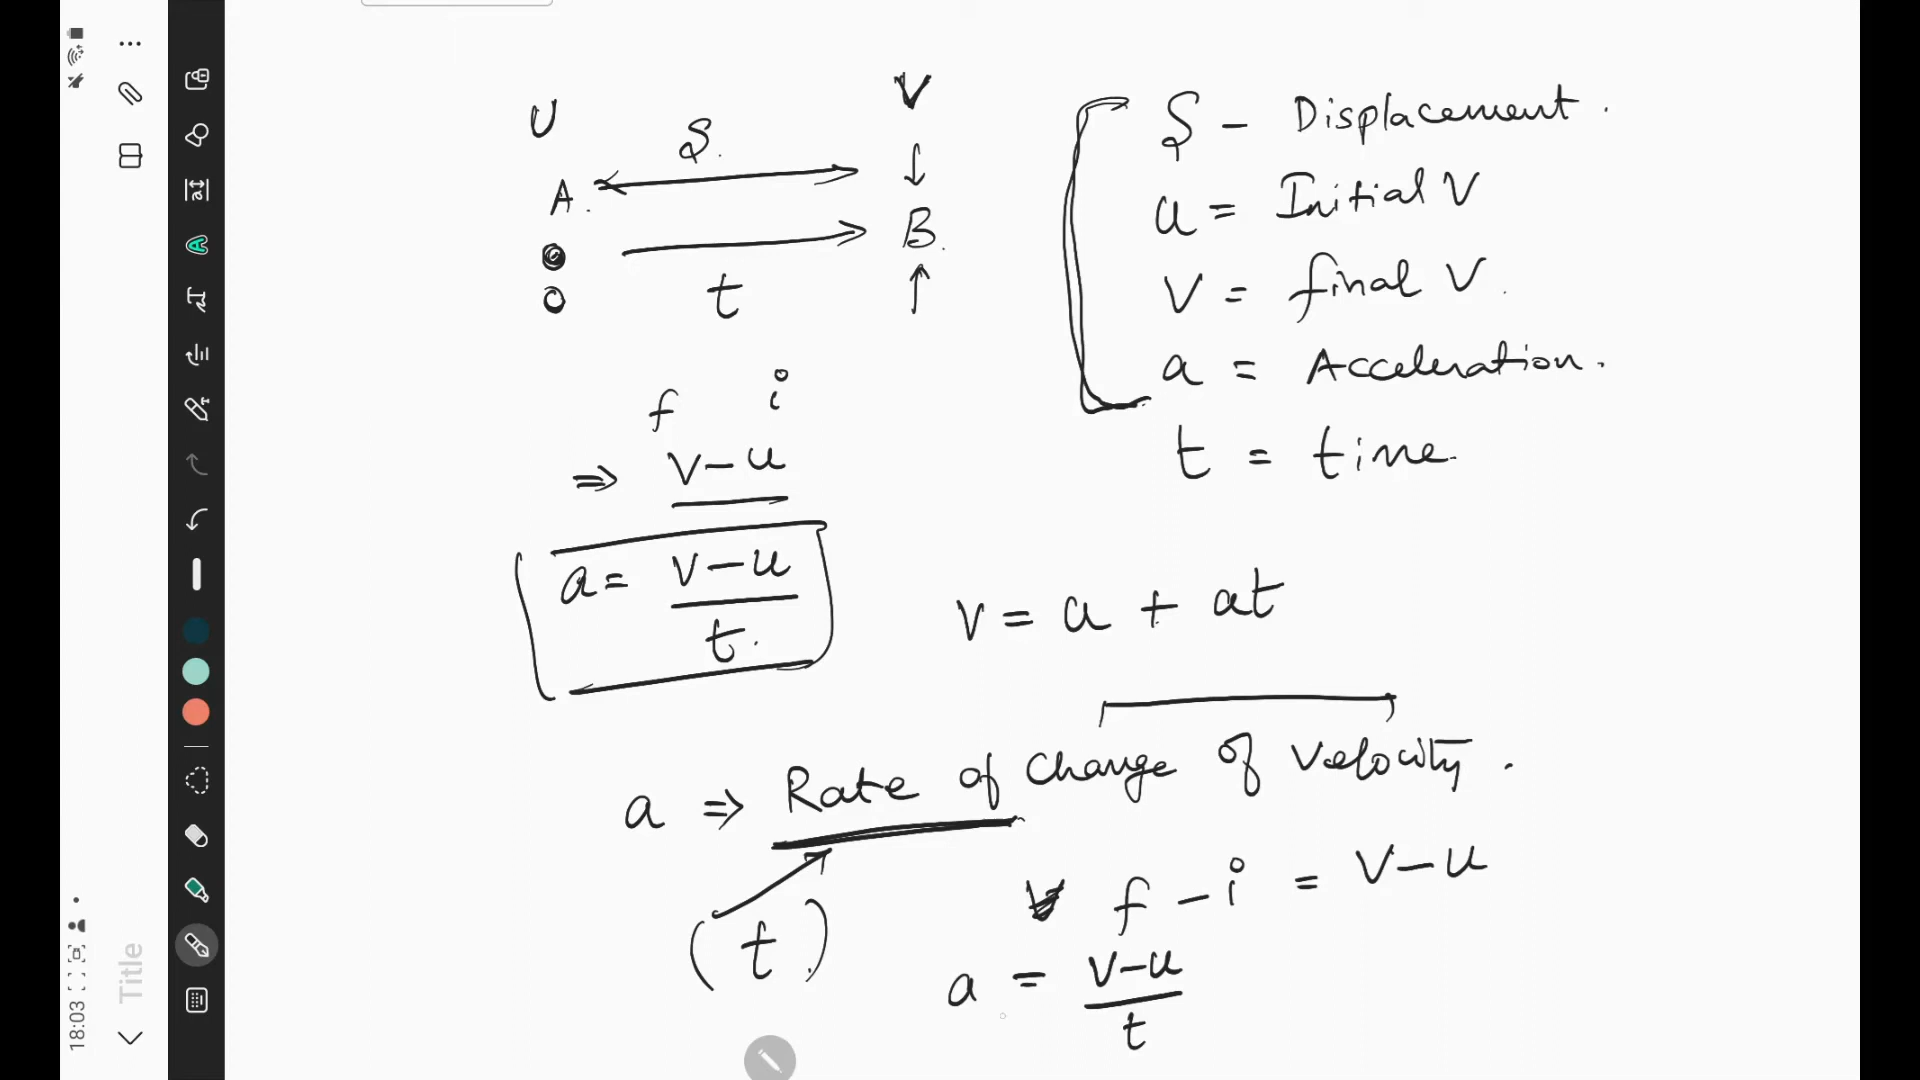 U S. V
A. B.
t
S - Displacement.
u = Initial V
V = final V.
a = Acceleration.
t = time.
f i
⇒ v-u
a = v-u
t.
v = u + at
a ⇒ Rate of change of velocity.
(t)
f - i = v-u
a = v-u
t
18:03
Title